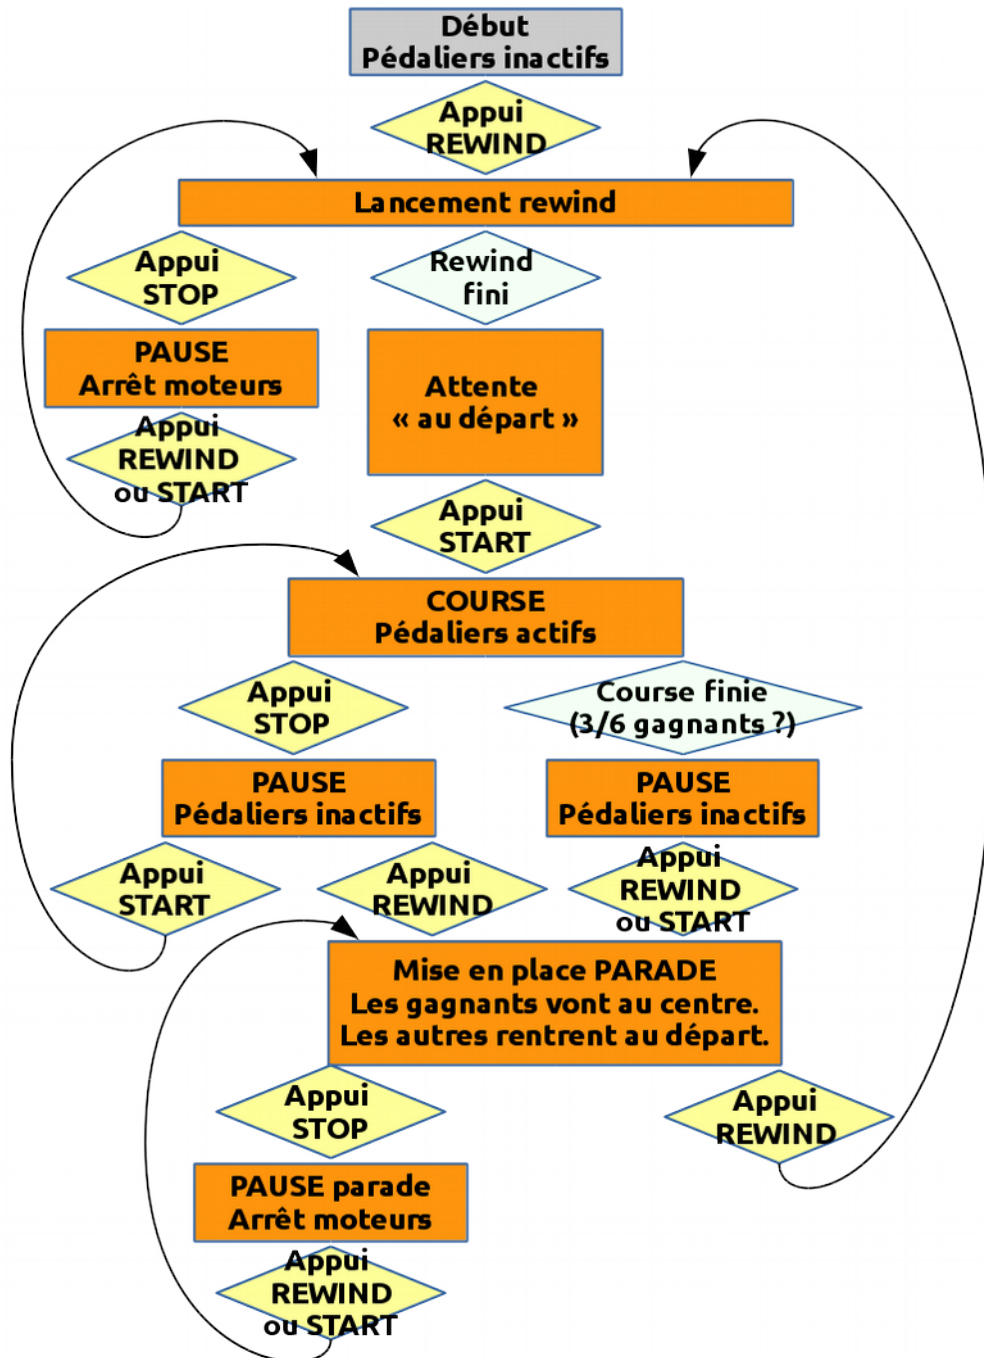 Début
Pédaliers inactifs
Appui
REWIND
Lancement rewind
Appui
STOP
Rewind
fini
PAUSE
Arrêt moteurs
Attente
« au départ »
Appui
REWIND
ou START
Appui
START
COURSE
Pédaliers actifs
Appui
STOP
Course finie
(3/6 gagnants ?)
PAUSE
Pédaliers inactifs
PAUSE
Pédaliers inactifs
Appui
START
Appui
REWIND
Appui
REWIND
ou START
Mise en place PARADE
Les gagnants vont au centre.
Les autres rentrent au départ.
Appui
STOP
Appui
REWIND
PAUSE parade
Arrêt moteurs
Appui
REWIND
ou START